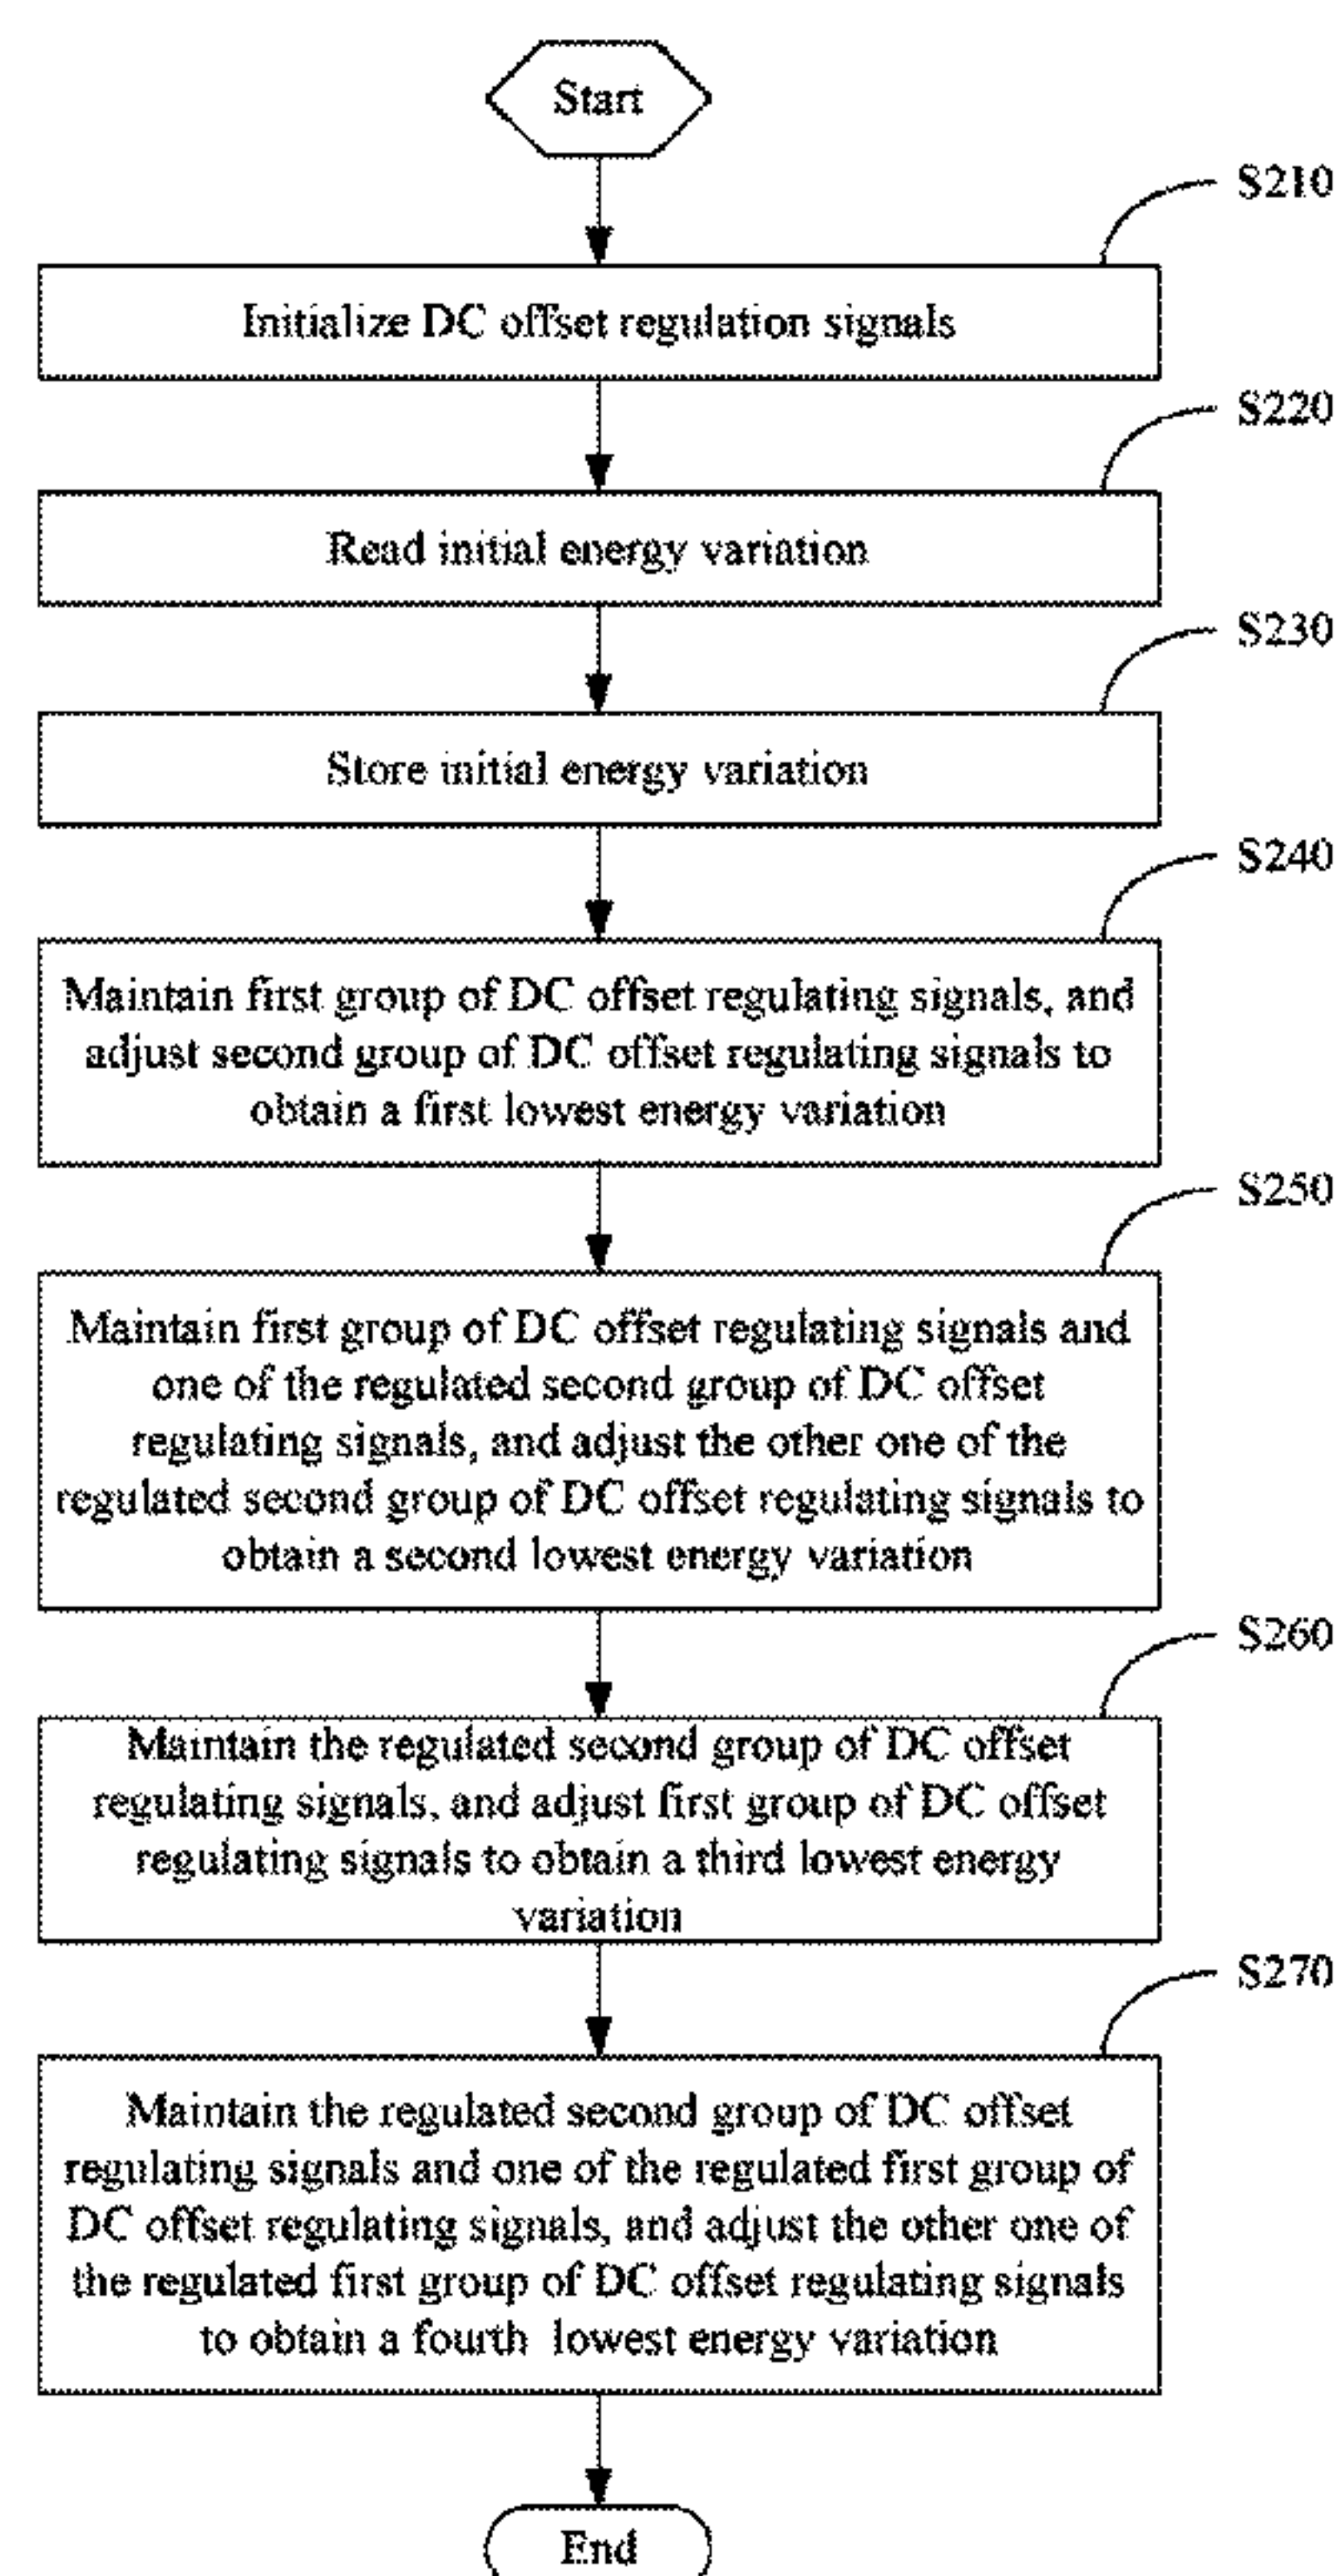 Start
S210
Initialize DC offset regulation signals
S220
Read initial energy variation
S230
Store initial energy variation
S240
Maintain first group of DC offset regulating signals, and
adjust second group of DC offset regulating signals to
obtain a first lowest energy variation
S250
Maintain first group of DC offset regulating signals and
one of the regulated second group of DC offset
regulating signals, and adjust the other one of the
regulated second group of DC offset regulating signals to
obtain a second lowest energy variation
S260
Maintain the regulated second group of DC offset
regulating signals, and adjust first group of DC offset
regulating signals to obtain a third lowest energy
variation
S270
Maintain the regulated second group of DC offset
regulating signals and one of the regulated first group of
DC offset regulating signals, and adjust the other one of
the regulated first group of DC offset regulating signals
to obtain a fourth lowest energy variation
End